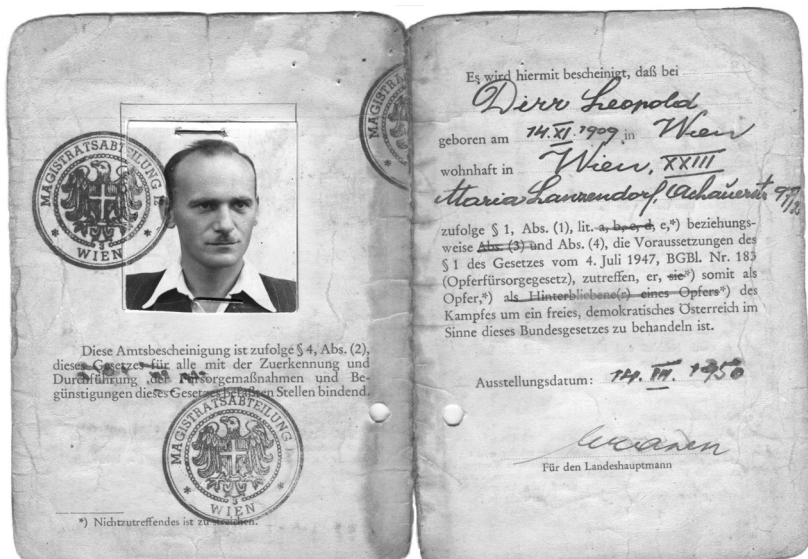 MAGISTRATSABTEILUNG
WIEN
Diese Amtsbescheinigung ist zufolge § 4, Abs. (2),
dieses Gesetzes für alle mit der Zuerkennung und
Durchführung der Fürsorgemaßnahmen und Be-
günstigungen dieses Gesetzes befaßten Stellen bindend.
MAGISTRATSABTEILUNG
WIEN
*) Nichtzutreffendes ist zu streichen.
Es wird hiermit bescheinigt, daß bei
Dirr Leopold
geboren am 14.XI.1909 in Wien
wohnhaft in Wien, XXIII
Maria Lanzendorf, Achauerstr
zufolge § 1, Abs. (1), lit. a, b, c, d, e,*) beziehungs-
weise Abs. (3) und Abs. (4), die Voraussetzungen des
§ 1 des Gesetzes vom 4. Juli 1947, BGBl. Nr. 183
(Opferfürsorgegesetz), zutreffen, er, sie*) somit als
Opfer,*) als Hinterbliebene(r) eines Opfers*) des
Kampfes um ein freies, demokratisches Österreich im
Sinne dieses Bundesgesetzes zu behandeln ist.
Ausstellungsdatum: 14. III. 1950
Für den Landeshauptmann